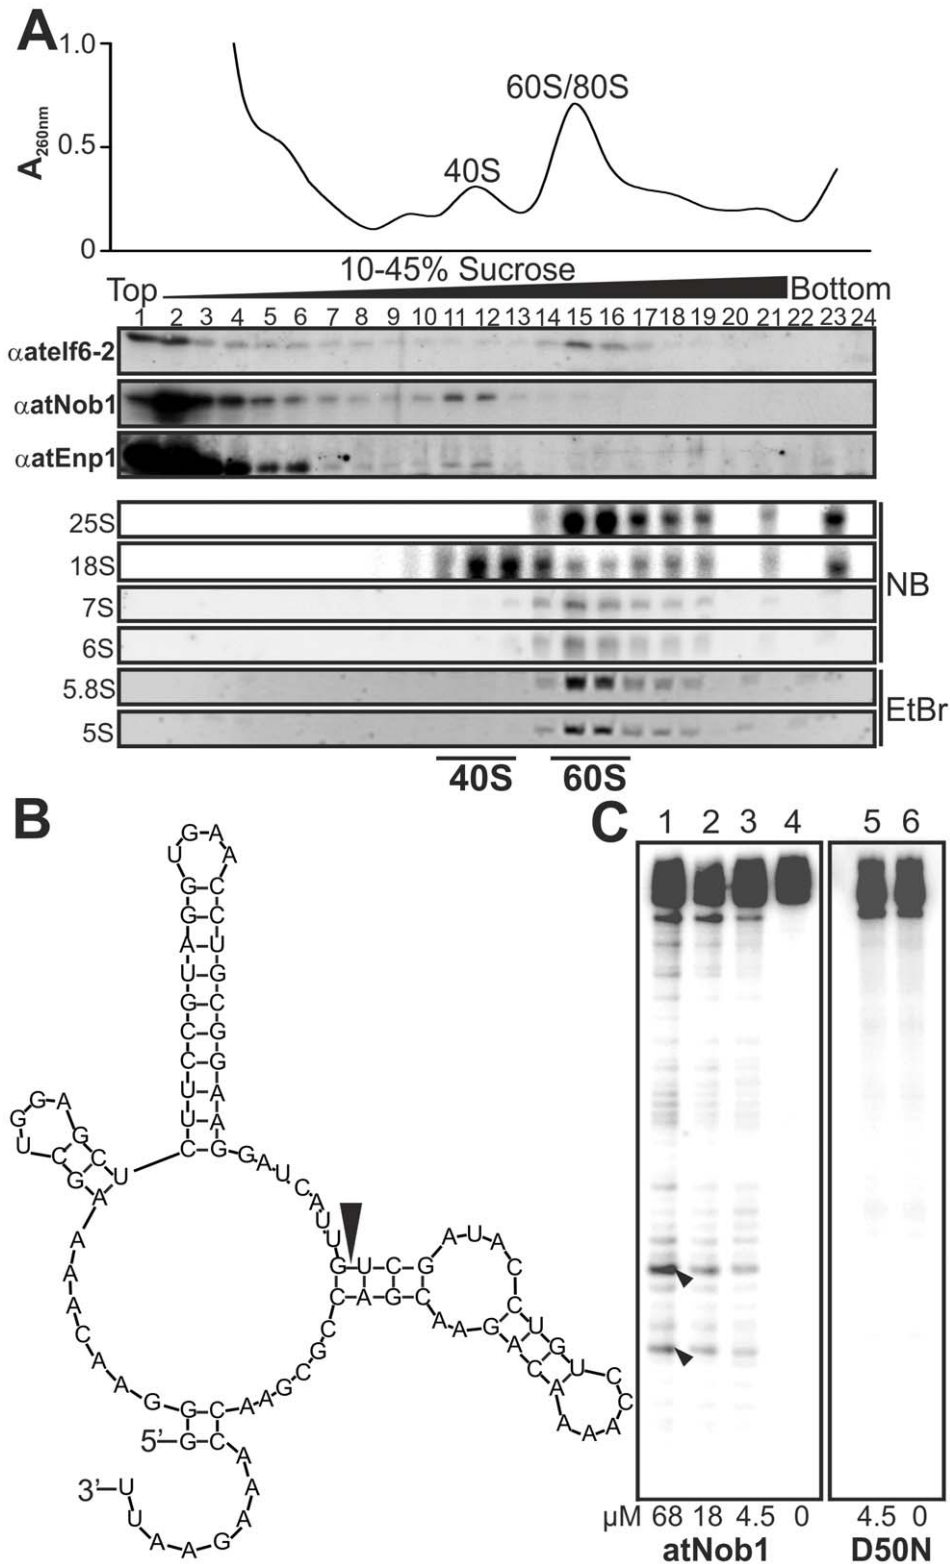 A
1.0
60S/80S
A260nm
0.5
40S
0
10-45% Sucrose
Top
Bottom
1 2 3 4 5 6 7 8 9 10 11 12 13 14 15 16 17 18 19 20 21 22 23 24
αateIf6-2
αatNob1
αatEnp1
25S
18S
NB
7S
6S
5.8S
EtBr
5S
40S 60S
B
C
1 2 3 4 5 6
5'
3'
µM 68 18 4.5 0 4.5 0
atNob1 D50N